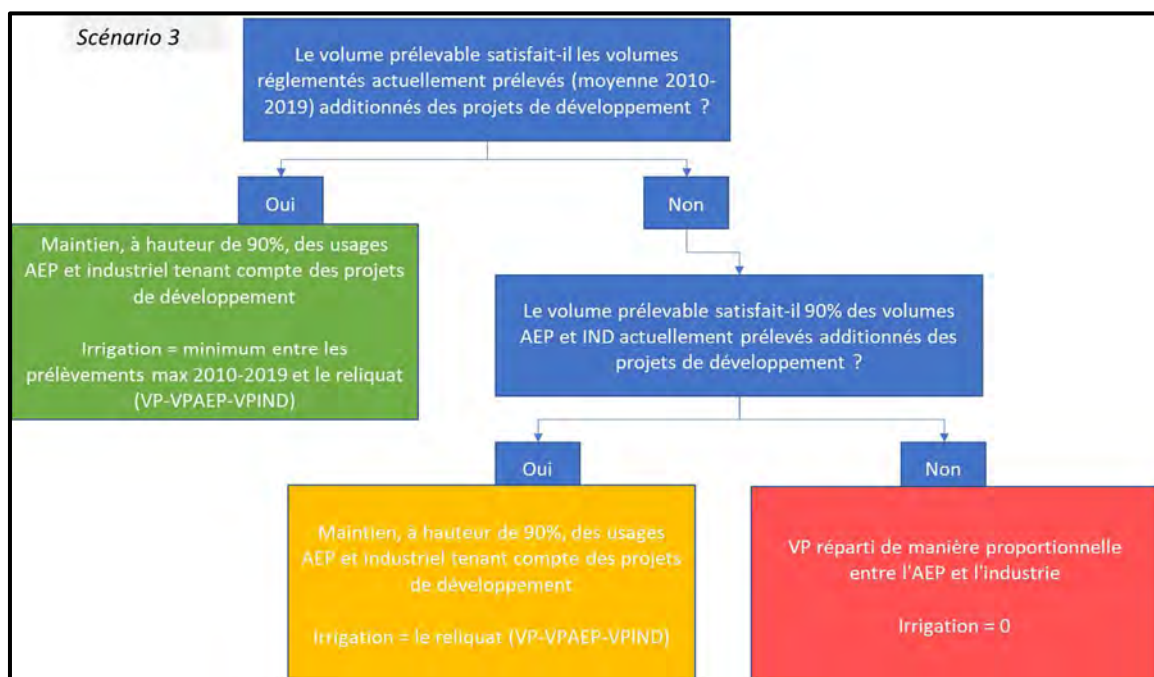 Scénario 3
Le volume prélevable satisfait-il les volumes
réglementés actuellement prélevés (moyenne 2010-
2019) additionnés des projets de développement ?
Oui
Non
Maintien, à hauteur de 90%, des usages
AEP et industriel tenant compte des projets
de développement
Irrigation = minimum entre les
prélèvements max 2010-2019 et le reliquat
(VP-VPAEP-VPIND)
Le volume prélevable satisfait-il 90% des volumes
AEP et IND actuellement prélevés additionnés des
projets de développement ?
Oui
Non
Maintien, à hauteur de 90%, des usages
AEP et industriel tenant compte des projets
de développement
Irrigation = le reliquat (VP-VPAEP-VPIND)
VP réparti de manière proportionnelle
entre l'AEP et l'industrie
Irrigation = 0